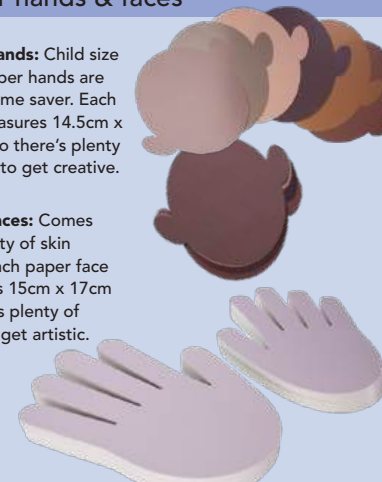 hands & faces
ands: Child size
per hands are
me saver. Each
asures 14.5cm x
o there's plenty
to get creative.
ces: Comes
ty of skin
ch paper face
s 15cm x 17cm
s plenty of
get artistic.